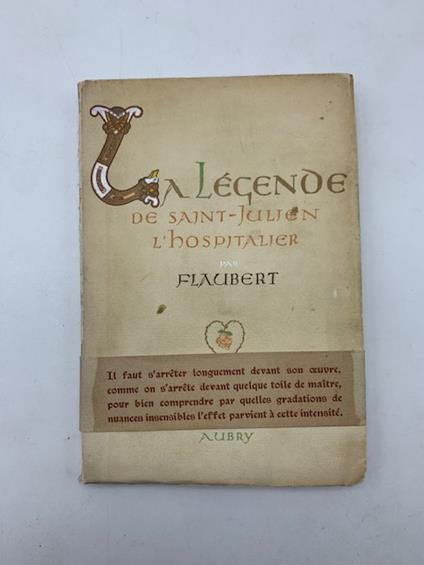 La Légende
de Saint-Julien
l'hospitalier
par
Flaubert
Il faut s'arrêter longuement devant son œuvre,
comme on s'arrête devant quelque toile de maître,
pour bien comprendre par quelles gradations de
nuances insensibles l'effet parvient à cette intensité.
Aubry